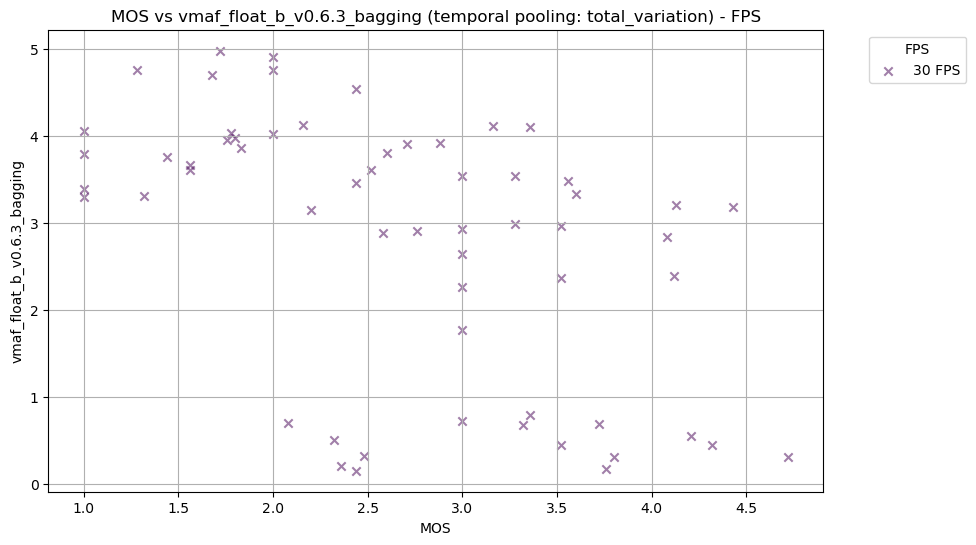 MOS vs vmaf_float_b_v0.6.3_bagging (temporal pooling: total_variation) - FPS
FPS
30 FPS
vmaf_float_b_v0.6.3_bagging
5
4
3
2
1
0
1.0 1.5 2.0 2.5 3.0 3.5 4.0 4.5
MOS